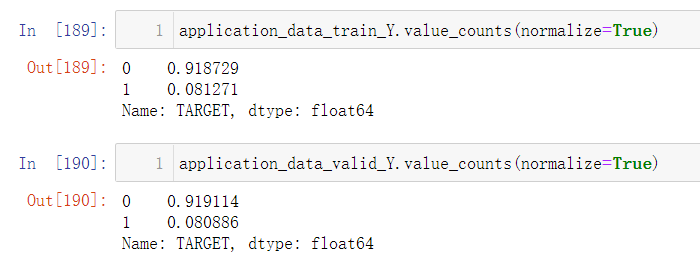 In [189]: 1 application_data_train_Y.value_counts(normalize=True)
Out[189]: 0 0.918729
1 0.081271
Name: TARGET, dtype: float64
In [190]: 1 application_data_valid_Y.value_counts(normalize=True)
Out[190]: 0 0.919114
1 0.080886
Name: TARGET, dtype: float64